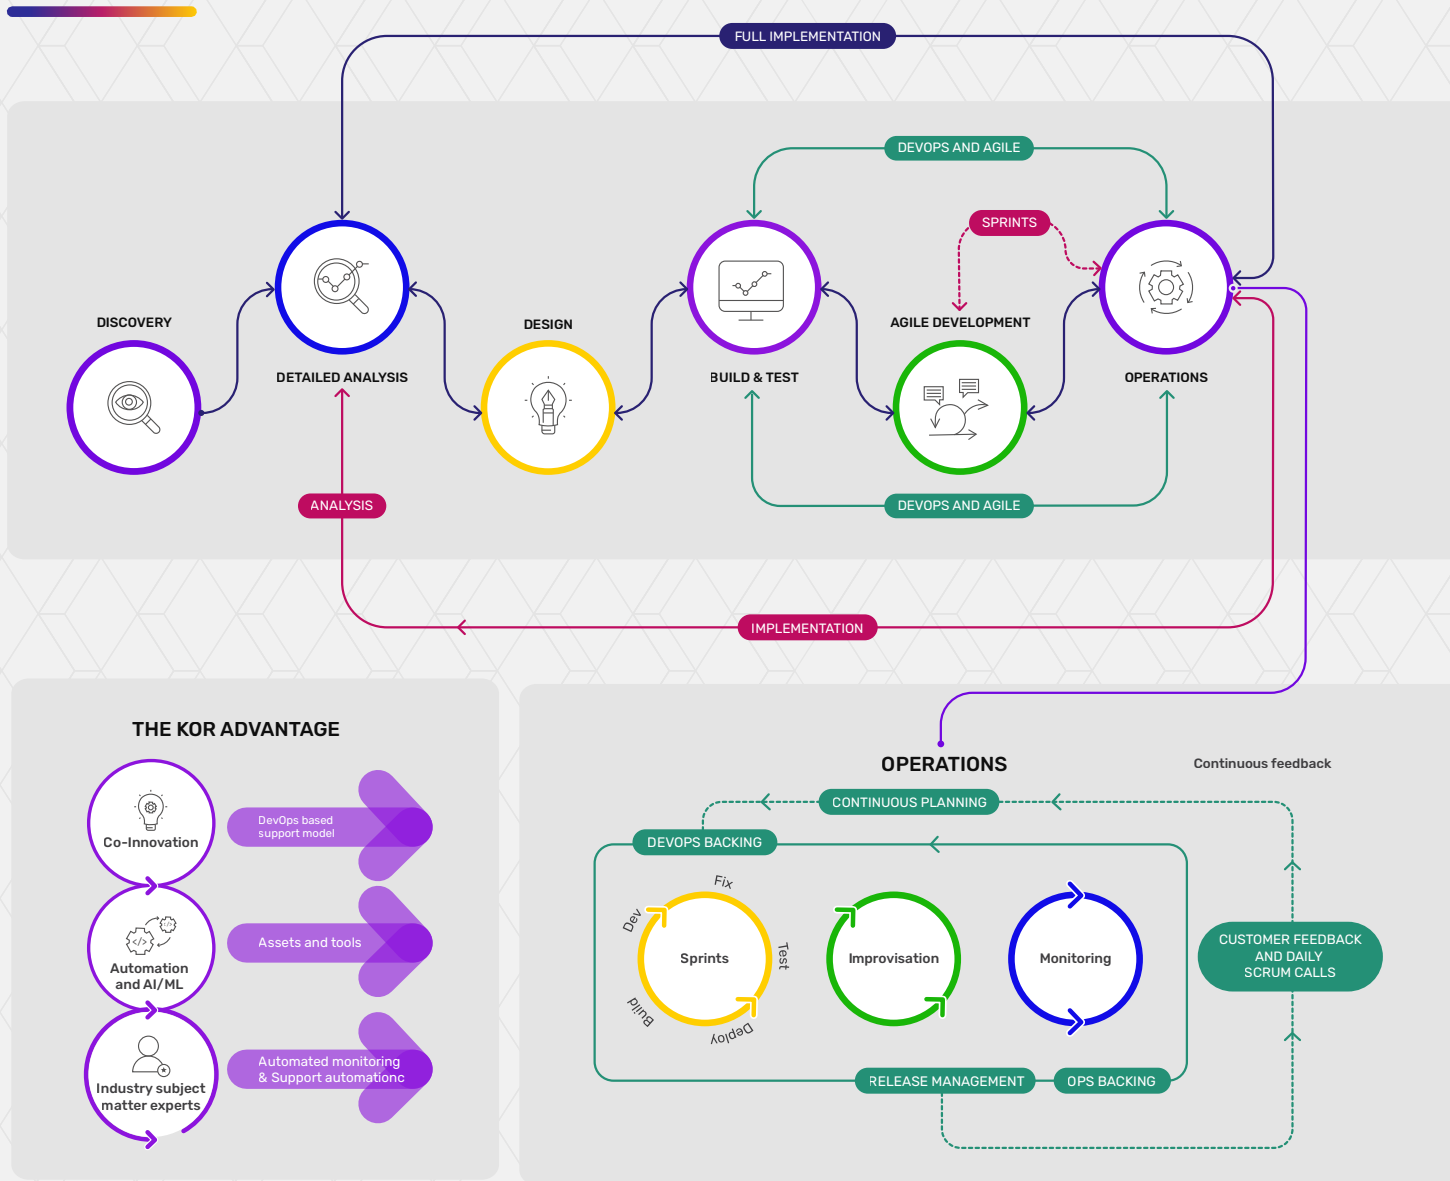 FULL IMPLEMENTATION
DEVOPS AND AGILE
SPRINTS
DISCOVERY
DESIGN
AGILE DEVELOPMENT
DETAILED ANALYSIS
BUILD & TEST
OPERATIONS
ANALYSIS
DEVOPS AND AGILE
IMPLEMENTATION
THE KOR ADVANTAGE
Co-Innovation
DevOps based
support model
Automation
and AI/ML
Assets and tools
Industry subject
matter experts
Automated monitoring
& Support automationc
OPERATIONS
Continuous feedback
CONTINUOUS PLANNING
DEVOPS BACKING
Fix
Dev
Test
Build
Deploy
Sprints
Improvisation
Monitoring
CUSTOMER FEEDBACK
AND DAILY
SCRUM CALLS
RELEASE MANAGEMENT
OPS BACKING